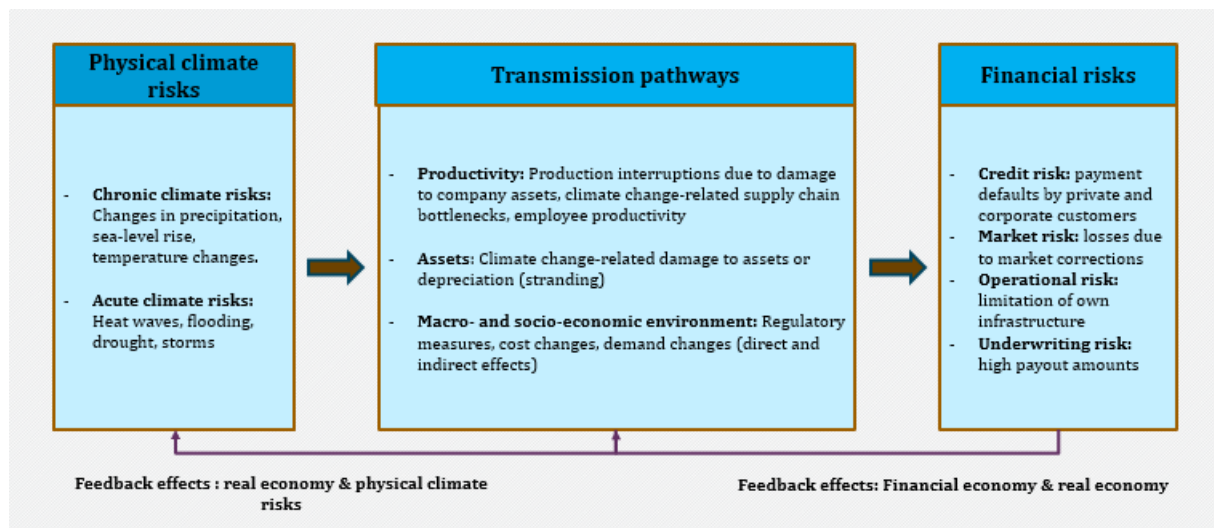 Physical climate
risks
- Chronic climate risks:
Changes in precipitation,
sea-level rise,
temperature changes.
- Acute climate risks:
Heat waves, flooding,
drought, storms
Transmission pathways
- Productivity: Production interruptions due to damage
to company assets, climate change-related supply chain
bottlenecks, employee productivity
- Assets: Climate change-related damage to assets or
depreciation (stranding)
- Macro- and socio-economic environment: Regulatory
measures, cost changes, demand changes (direct and
indirect effects)
Financial risks
- Credit risk: payment
defaults by private and
corporate customers
- Market risk: losses due
to market corrections
- Operational risk:
limitation of own
infrastructure
- Underwriting risk:
high payout amounts
Feedback effects : real economy & physical climate
risks
Feedback effects: Financial economy & real economy